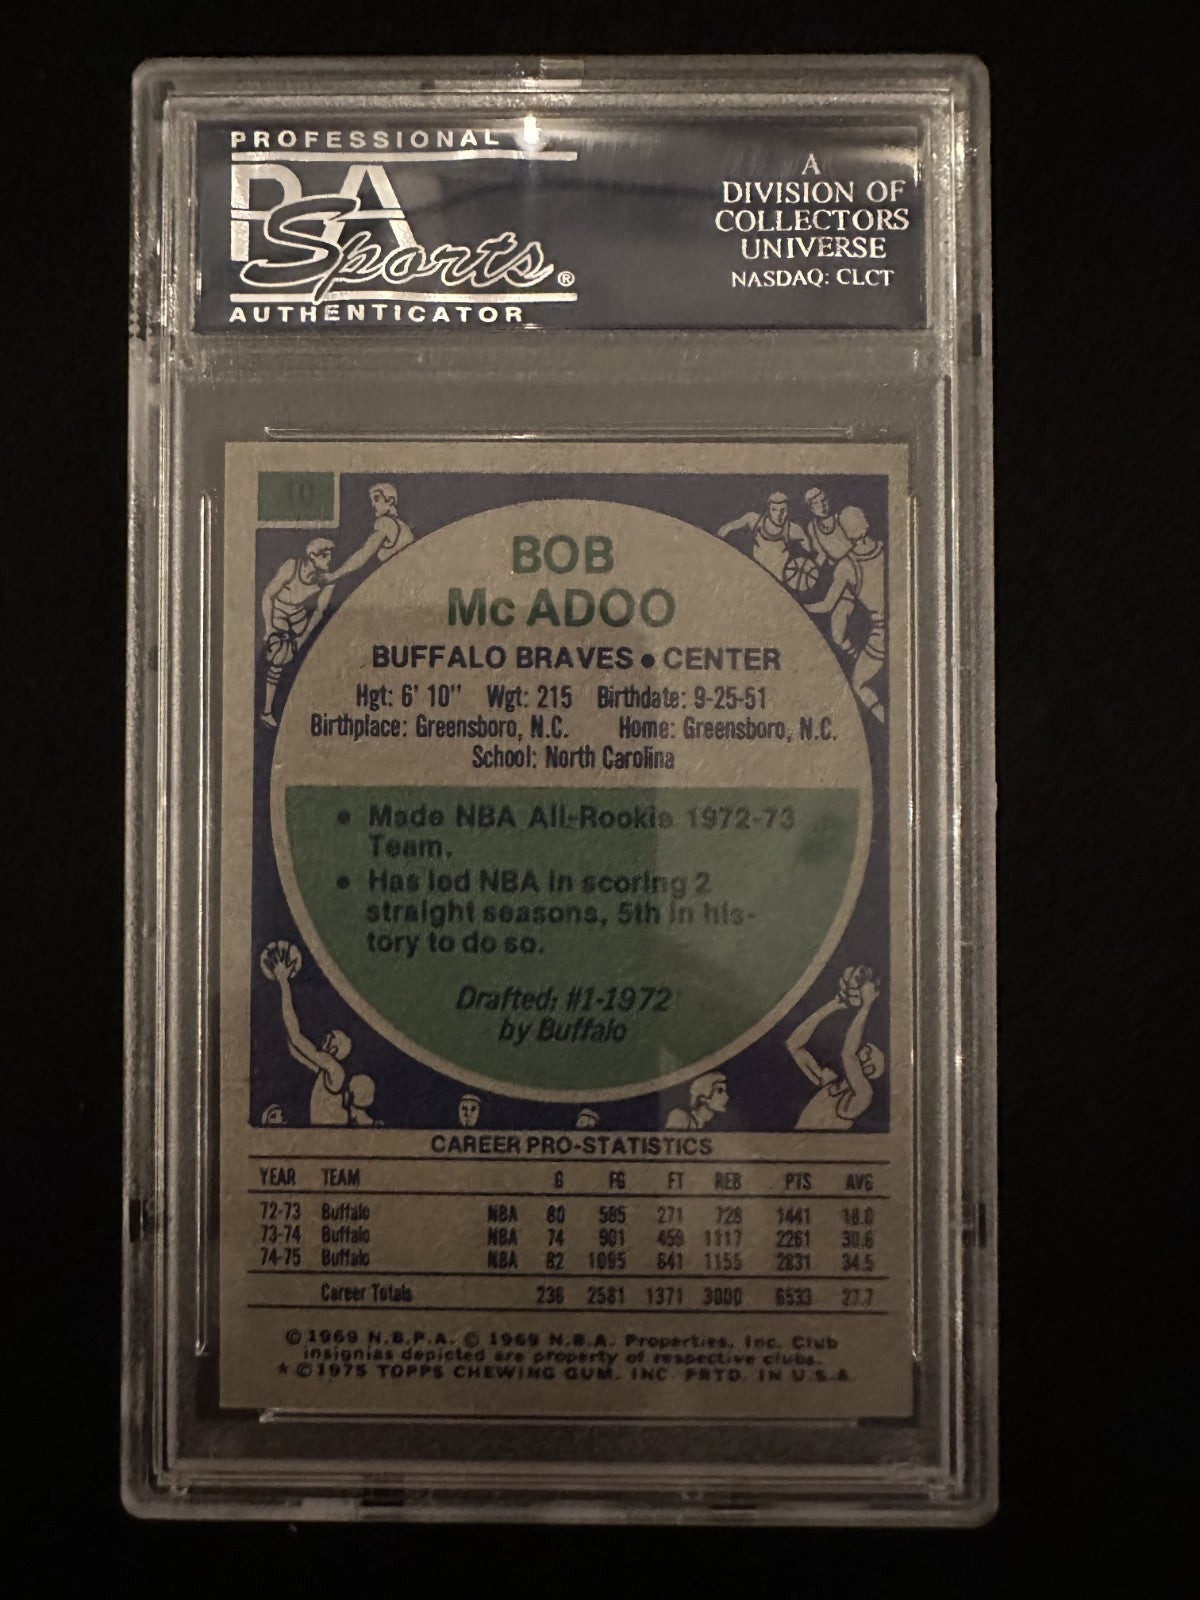 PROFESSIONAL
PSA
Sports®
AUTHENTICATOR
A
DIVISION OF
COLLECTORS
UNIVERSE
NASDAQ: CLCT
10
BOB
Mc ADOO
BUFFALO BRAVES • CENTER
Hgt: 6' 10" Wgt: 215 Birthdate: 9-25-51
Birthplace: Greensboro, N.C. Home: Greensboro, N.C.
School: North Carolina
• Made NBA All-Rookie 1972-73
Team.
• Has led NBA in scoring 2
straight seasons, 5th in his-
tory to do so.
Drafted: #1-1972
by Buffalo
CAREER PRO-STATISTICS
YEAR TEAM G FG FT REB PTS AVG
72-73 Buffalo NBA 80 585 271 728 1441 18.0
73-74 Buffalo NBA 74 901 459 1117 2261 30.6
74-75 Buffalo NBA 82 1095 641 1155 2831 34.5
Career Totals 236 2581 1371 3000 6533 27.7
© 1969 N.B.P.A. © 1969 N.B.A. Properties, Inc. Club
insignias depicted are property of respective clubs.
★ © 1975 TOPPS CHEWING GUM, INC. PRTD. IN U.S.A.